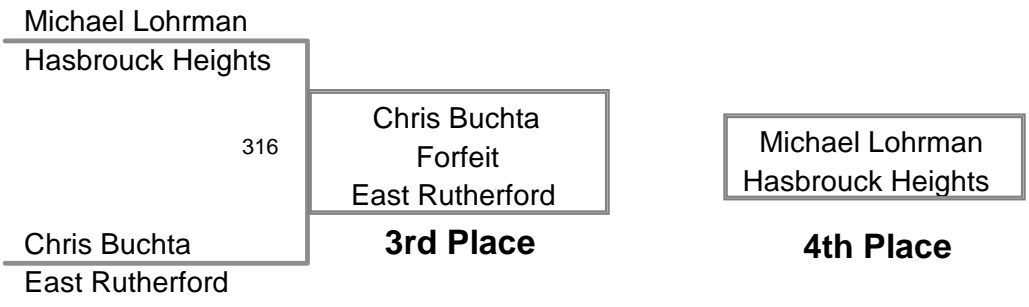 Michael Lohrman
Hasbrouck Heights
316
Chris Buchta
East Rutherford
Chris Buchta
Forfeit
East Rutherford
3rd Place
Michael Lohrman
Hasbrouck Heights
4th Place